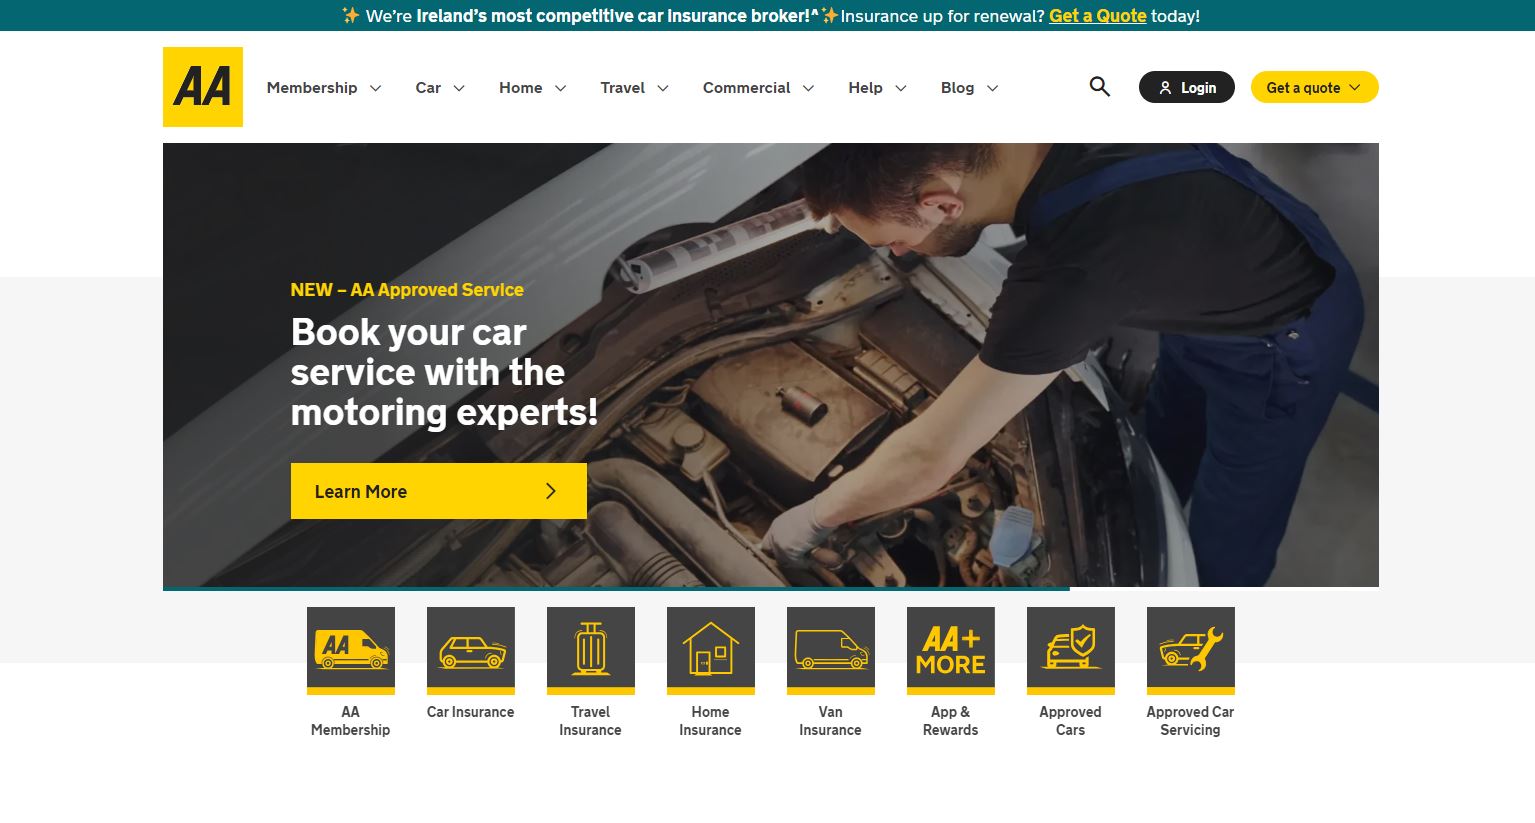 ✨ We're Ireland's most competitive car insurance broker!^✨Insurance up for renewal? Get a Quote today!
AA
Membership
Car
Home
Travel
Commercial
Help
Blog
Login
Get a quote
NEW – AA Approved Service
Book your car
service with the
motoring experts!
Learn More
AA
AA+
MORE
AA
Membership
Car Insurance
Travel
Insurance
Home
Insurance
Van
Insurance
App &
Rewards
Approved
Cars
Approved Car
Servicing